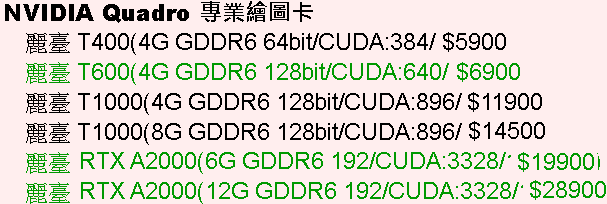 NVIDIA Quadro 專業繪圖卡
麗臺 T400(4G GDDR6 64bit/CUDA:384/ $5900
麗臺 T600(4G GDDR6 128bit/CUDA:640/ $6900
麗臺 T1000(4G GDDR6 128bit/CUDA:896/ $11900
麗臺 T1000(8G GDDR6 128bit/CUDA:896/ $14500
麗臺 RTX A2000(6G GDDR6 192/CUDA:3328/ $19900)
麗臺 RTX A2000(12G GDDR6 192/CUDA:3328/ $28900